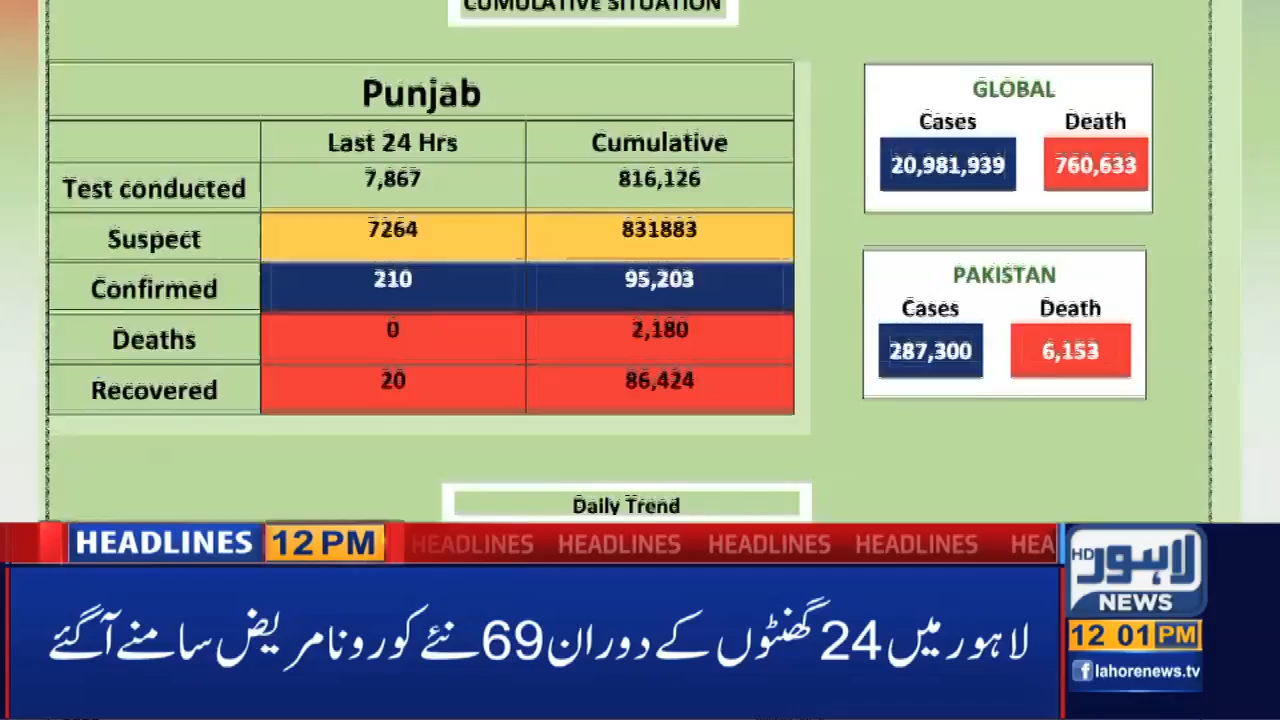 CUMULATIVE SITUATION
Punjab
Last 24 Hrs Cumulative
Test conducted 7,867 816,126
Suspect 7264 831883
Confirmed 210 95,203
Deaths 0 2,180
Recovered 20 86,424
GLOBAL
Cases Death
20,981,939 760,633
PAKISTAN
Cases Death
287,300 6,153
Daily Trend
HEADLINES 12 PM HEADLINES HEADLINES HEADLINES HEADLINES HEA
لاہور میں 24 گھنٹوں کے دوران 69 نئے کورونا مریض سامنے آگئے
HD لاہور
NEWS
12 01 PM
f lahorenews.tv